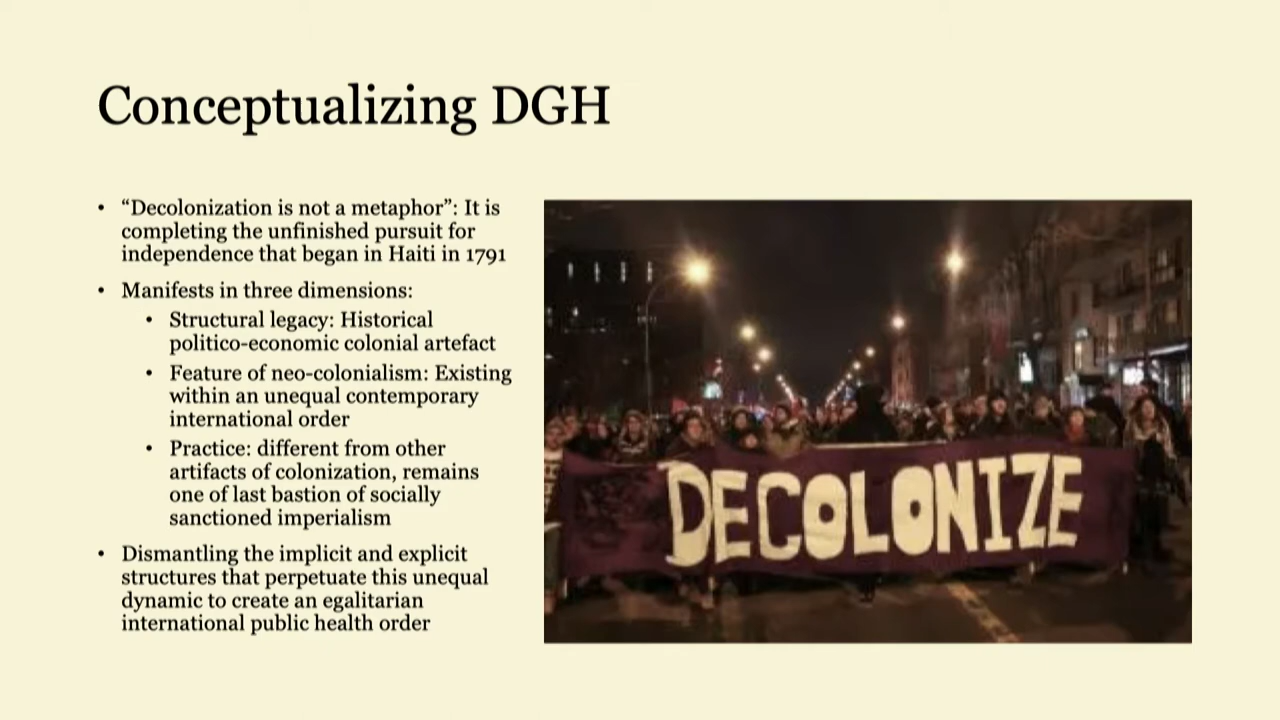 Conceptualizing DGH
• “Decolonization is not a metaphor”: It is
completing the unfinished pursuit for
independence that began in Haiti in 1791
• Manifests in three dimensions:
• Structural legacy: Historical
politico-economic colonial artefact
• Feature of neo-colonialism: Existing
within an unequal contemporary
international order
• Practice: different from other
artifacts of colonization, remains
one of last bastion of socially
sanctioned imperialism
• Dismantling the implicit and explicit
structures that perpetuate this unequal
dynamic to create an egalitarian
international public health order
DECOLONIZE